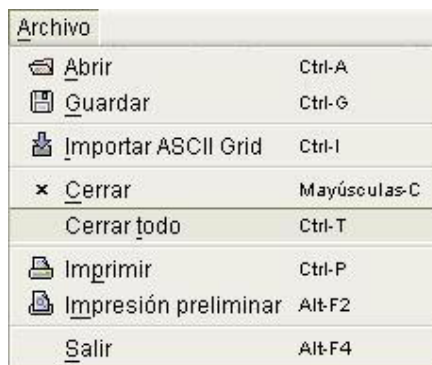 Archivo
Abrir Ctrl-A
Guardar Ctrl-G
Importar ASCII Grid Ctrl-I
Cerrar Mayúsculas-C
Cerrar todo Ctrl-T
Imprimir Ctrl-P
Impresión preliminar Alt-F2
Salir Alt-F4